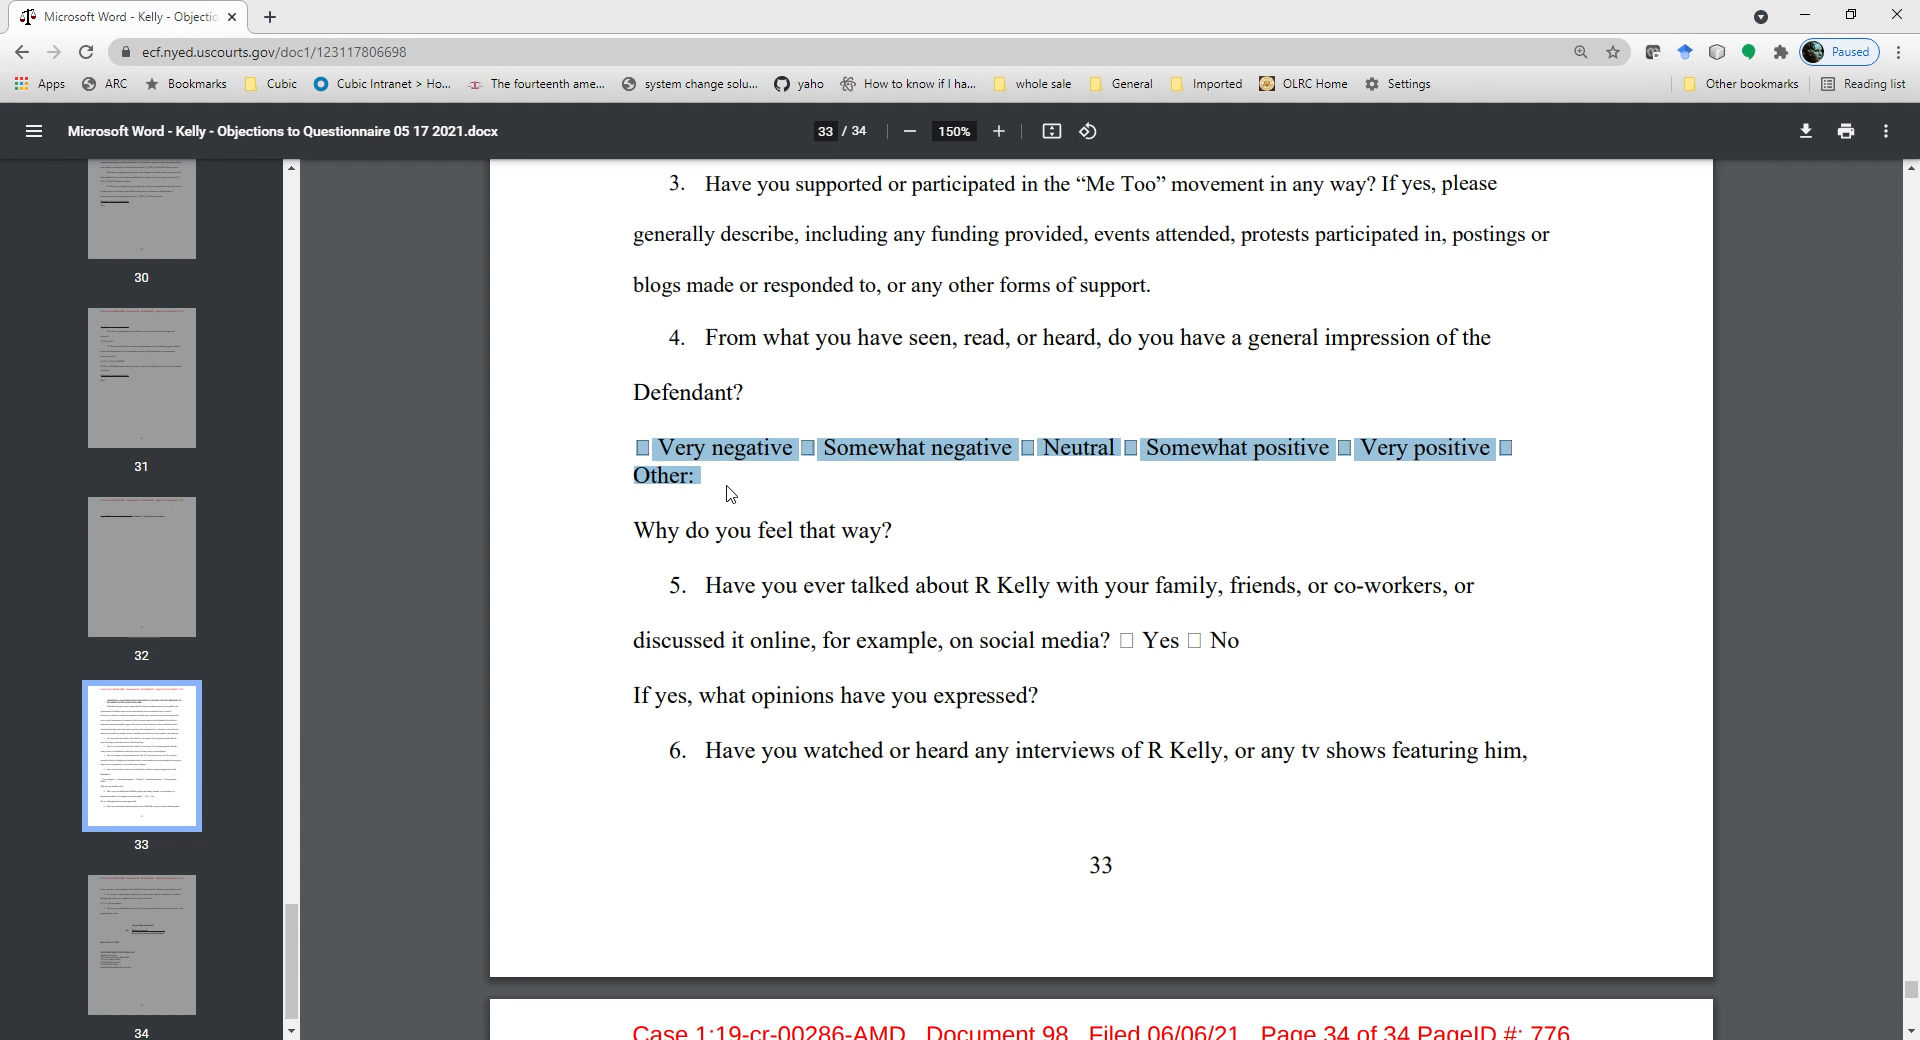 Microsoft Word - Kelly - Objectio
ecf.nyed.uscourts.gov/doc1/123117806698
Paused
Apps ARC Bookmarks Cubic Cubic Intranet > Ho... The fourteenth ame... system change solu... yaho How to know if I ha... whole sale General Imported OLRC Home Settings Other bookmarks Reading list
Microsoft Word - Kelly - Objections to Questionnaire 05 17 2021.docx 33 / 34 150%
30
31
32
33
34
3. Have you supported or participated in the “Me Too” movement in any way? If yes, please
generally describe, including any funding provided, events attended, protests participated in, postings or
blogs made or responded to, or any other forms of support.
4. From what you have seen, read, or heard, do you have a general impression of the
Defendant?
□ Very negative □ Somewhat negative □ Neutral □ Somewhat positive □ Very positive □
Other:
Why do you feel that way?
5. Have you ever talked about R Kelly with your family, friends, or co-workers, or
discussed it online, for example, on social media? □ Yes □ No
If yes, what opinions have you expressed?
6. Have you watched or heard any interviews of R Kelly, or any tv shows featuring him,
33
Case 1:19-cr-00286-AMD Document 98 Filed 06/06/21 Page 34 of 34 PageID #: 776